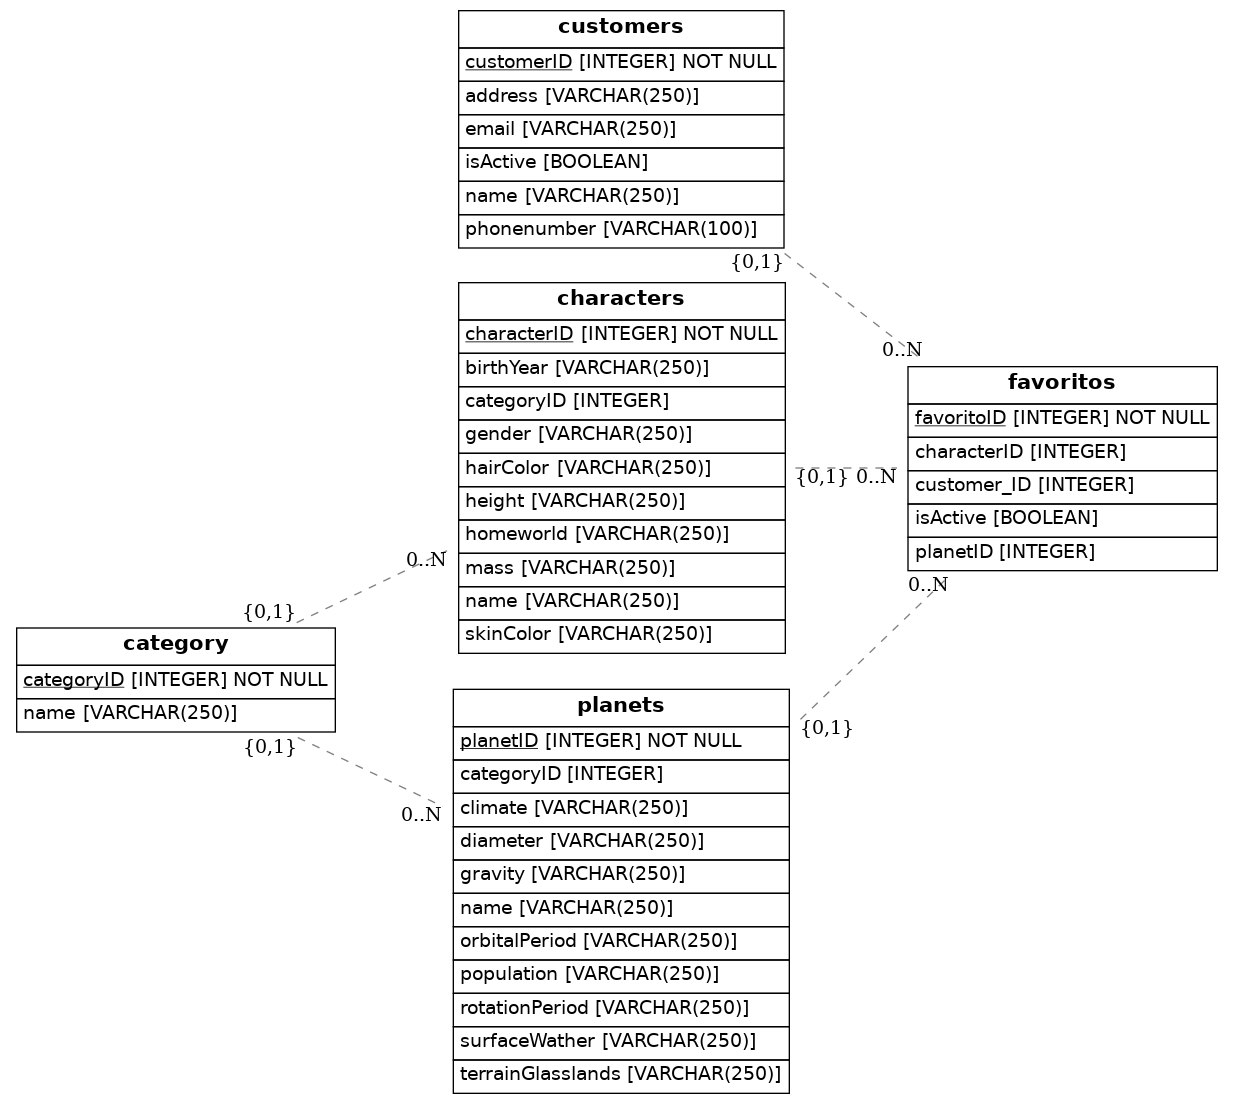 customers
customerID [INTEGER] NOT NULL
address [VARCHAR(250)]
email [VARCHAR(250)]
isActive [BOOLEAN]
name [VARCHAR(250)]
phonenumber [VARCHAR(100)]
{0,1}
0..N
characters
characterID [INTEGER] NOT NULL
birthYear [VARCHAR(250)]
categoryID [INTEGER]
gender [VARCHAR(250)]
hairColor [VARCHAR(250)]
height [VARCHAR(250)]
homeworld [VARCHAR(250)]
mass [VARCHAR(250)]
name [VARCHAR(250)]
skinColor [VARCHAR(250)]
{0,1} 0..N
favoritos
favoritoID [INTEGER] NOT NULL
characterID [INTEGER]
customer_ID [INTEGER]
isActive [BOOLEAN]
planetID [INTEGER]
0..N
{0,1}
0..N
{0,1}
category
categoryID [INTEGER] NOT NULL
name [VARCHAR(250)]
{0,1}
0..N
planets
planetID [INTEGER] NOT NULL
categoryID [INTEGER]
climate [VARCHAR(250)]
diameter [VARCHAR(250)]
gravity [VARCHAR(250)]
name [VARCHAR(250)]
orbitalPeriod [VARCHAR(250)]
population [VARCHAR(250)]
rotationPeriod [VARCHAR(250)]
surfaceWather [VARCHAR(250)]
terrainGlasslands [VARCHAR(250)]